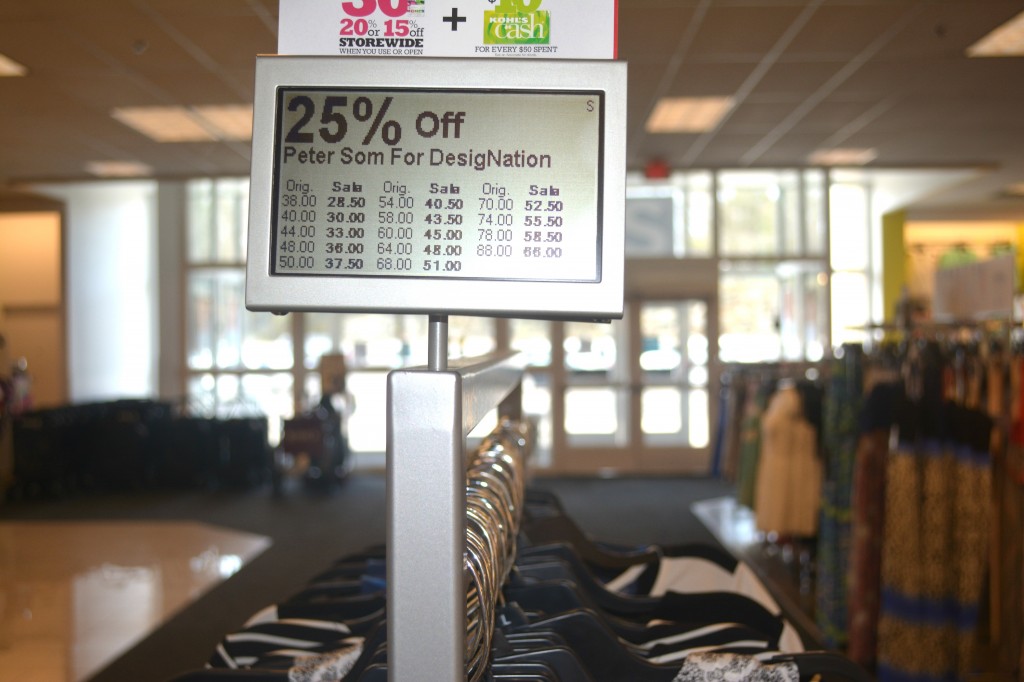 30
20% or 15% off
STOREWIDE
WHEN YOU USE OR OPEN
+
$10
KOHL'S
cash
FOR EVERY $50 SPENT
S
25% Off
Peter Som For DesigNation
Orig. Sale Orig. Sale Orig. Sale
38.00 28.50 54.00 40.50 70.00 52.50
40.00 30.00 58.00 43.50 74.00 55.50
44.00 33.00 60.00 45.00 78.00 58.50
48.00 36.00 64.00 48.00 88.00 66.00
50.00 37.50 68.00 51.00